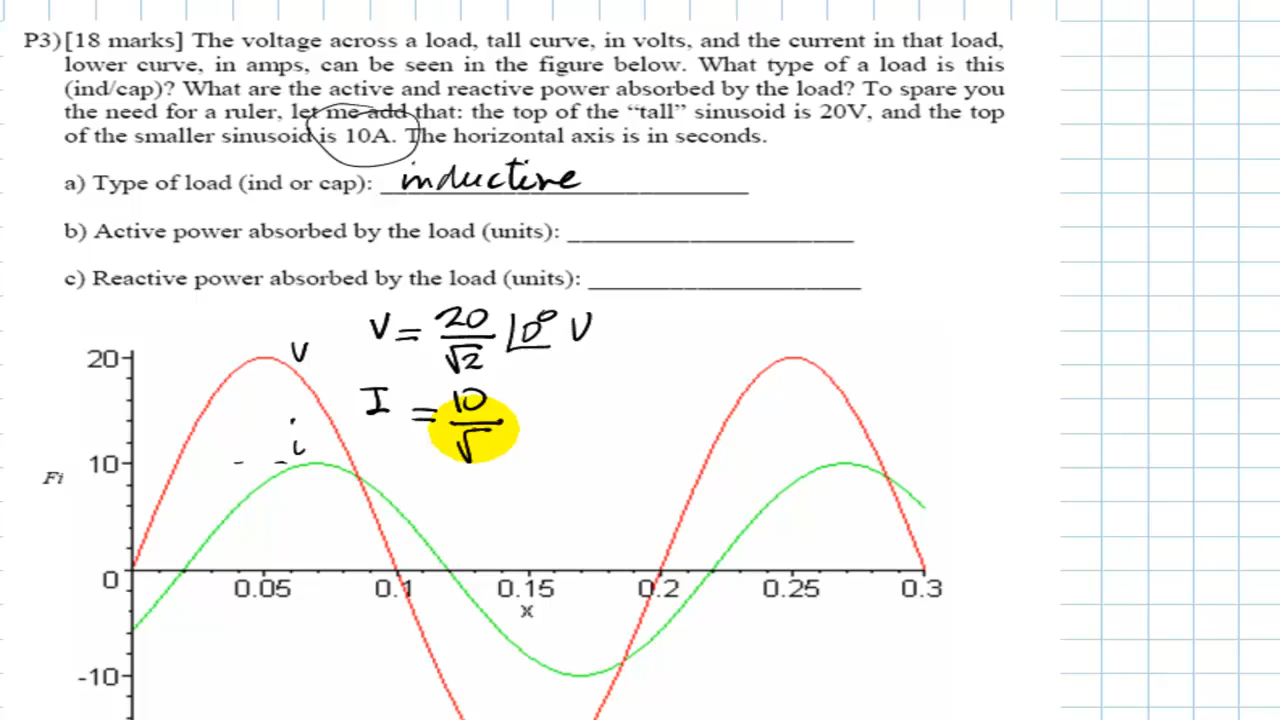 P3) [18 marks] The voltage across a load, tall curve, in volts, and the current in that load,
lower curve, in amps, can be seen in the figure below. What type of a load is this
(ind/cap)? What are the active and reactive power absorbed by the load? To spare you
the need for a ruler, let me add that: the top of the “tall” sinusoid is 20V, and the top
of the smaller sinusoid is 10A. The horizontal axis is in seconds.
a) Type of load (ind or cap): inductive
b) Active power absorbed by the load (units):
c) Reactive power absorbed by the load (units):
V = 20/√2 ∠0° V
I = 10/√
V
i
20
10
Fi
0
0.05
0.1
0.15
0.2
0.25
0.3
x
-10